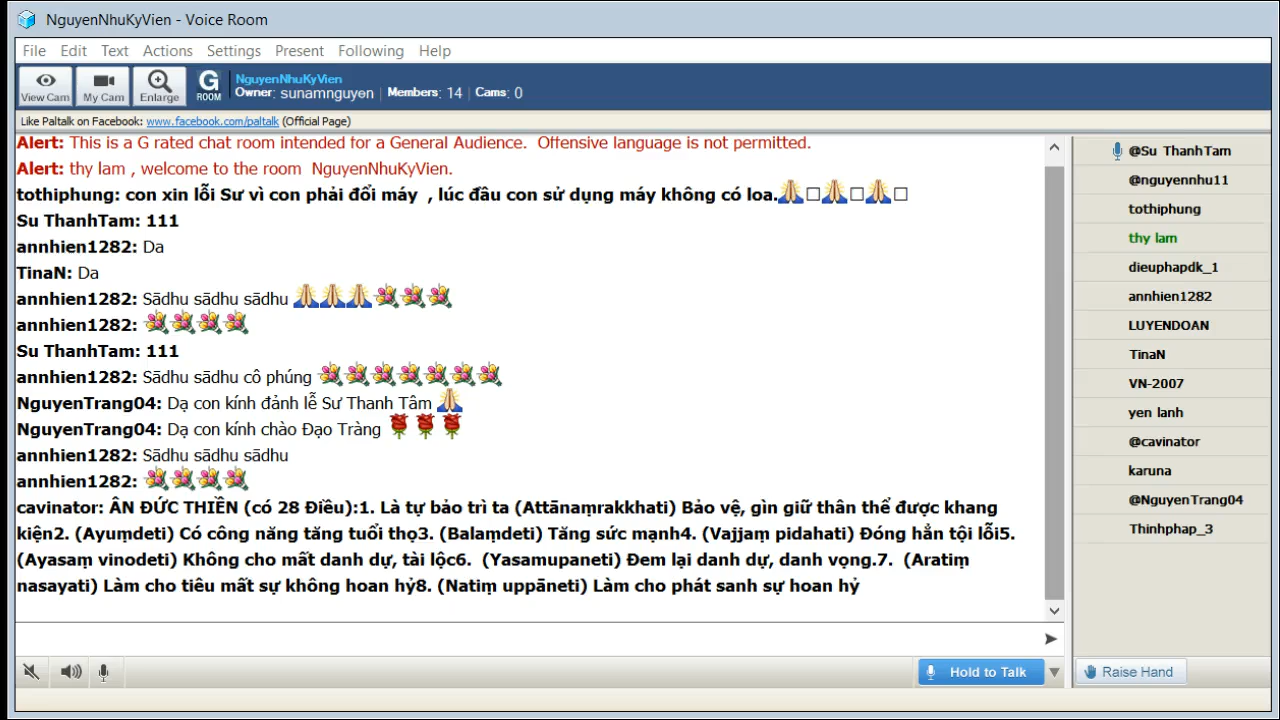 NguyenNhuKyVien - Voice Room
File Edit Text Actions Settings Present Following Help
View Cam My Cam Enlarge G ROOM
NguyenNhuKyVien
Owner: sunamnguyen | Members: 14 | Cams: 0
Like Paltalk on Facebook: www.facebook.com/paltalk (Official Page)
Alert: This is a G rated chat room intended for a General Audience. Offensive language is not permitted.
Alert: thy lam , welcome to the room NguyenNhuKyVien.
tothiphung: con xin lỗi Sư vì con phải đổi máy , lúc đầu con sử dụng máy không có loa.🙏□🙏□🙏□
Su ThanhTam: 111
annhien1282: Da
TinaN: Da
annhien1282: Sādhu sādhu sādhu 🙏🙏🙏💐💐💐
annhien1282: 💐💐💐💐
Su ThanhTam: 111
annhien1282: Sādhu sādhu cô phúng 💐💐💐💐💐💐💐
NguyenTrang04: Dạ con kính đảnh lễ Sư Thanh Tâm 🙏
NguyenTrang04: Dạ con kính chào Đạo Tràng 🌹🌹🌹
annhien1282: Sādhu sādhu sādhu
annhien1282: 💐💐💐💐
cavinator: ÂN ĐỨC THIỀN (có 28 Điều):1. Là tự bảo trì ta (Attānaṃrakkhati) Bảo vệ, gìn giữ thân thể được khang
kiện2. (Ayuṃdeti) Có công năng tăng tuổi thọ3. (Balaṃdeti) Tăng sức mạnh4. (Vajjaṃ pidahati) Đóng hẳn tội lỗi5.
(Ayasaṃ vinodeti) Không cho mất danh dự, tài lộc6. (Yasamupaneti) Đem lại danh dự, danh vọng.7. (Aratiṃ
nasayati) Làm cho tiêu mất sự không hoan hỷ8. (Natiṃ uppāneti) Làm cho phát sanh sự hoan hỷ
@Su ThanhTam
@nguyennhu11
tothiphung
thy lam
dieuphapdk_1
annhien1282
LUYENDOAN
TinaN
VN-2007
yen lanh
@cavinator
karuna
@NguyenTrang04
Thinhphap_3
Hold to Talk
Raise Hand